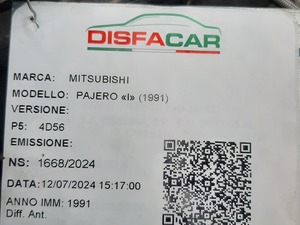 DISFACAR
MARCA: MITSUBISHI
MODELLO: PAJERO «I» (1991)
VERSIONE:
P5: 4D56
EMISSIONE:
NS: 1668/2024
DATA:12/07/2024 15:17:00
ANNO IMM: 1991
Diff. Ant.